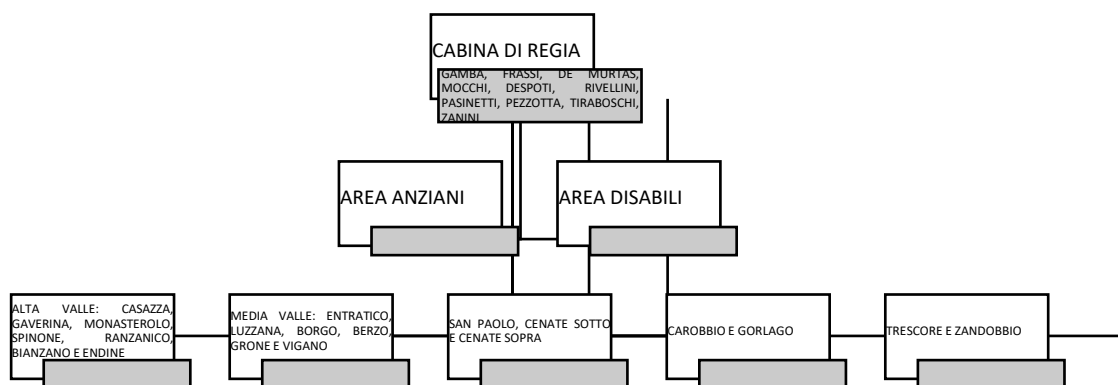 CABINA DI REGIA
GAMBA, FRASSI, DE MURTAS,
MOCCHI, DESPOTI, RIVELLINI,
PASINETTI, PEZZOTTA, TIRABOSCHI,
ZANINI
AREA ANZIANI
AREA DISABILI
ALTA VALLE: CASAZZA,
GAVERINA, MONASTEROLO,
SPINONE, RANZANICO,
BIANZANO E ENDINE
MEDIA VALLE: ENTRATICO,
LUZZANA, BORGO, BERZO,
GRONE E VIGANO
SAN PAOLO, CENATE SOTTO
E CENATE SOPRA
CAROBBIO E GORLAGO
TRESCORE E ZANDOBBIO